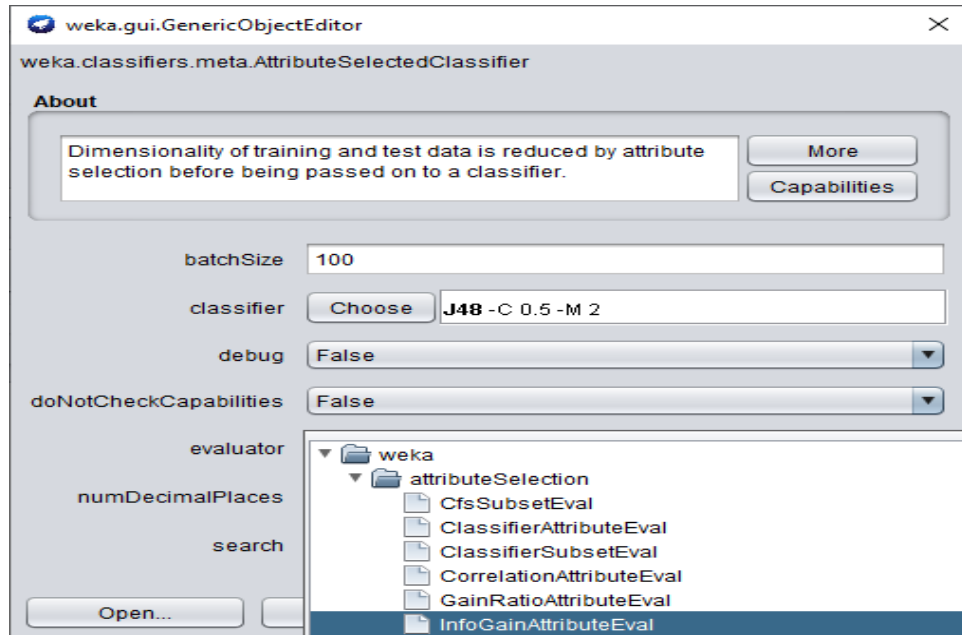 weka.gui.GenericObjectEditor
weka.classifiers.meta.AttributeSelectedClassifier
About
Dimensionality of training and test data is reduced by attribute
selection before being passed on to a classifier.
More
Capabilities
batchSize 100
classifier Choose J48 -C 0.5 -M 2
debug False
doNotCheckCapabilities False
evaluator
weka
attributeSelection
numDecimalPlaces
CfsSubsetEval
ClassifierAttributeEval
search
ClassifierSubsetEval
CorrelationAttributeEval
GainRatioAttributeEval
Open...
InfoGainAttributeEval